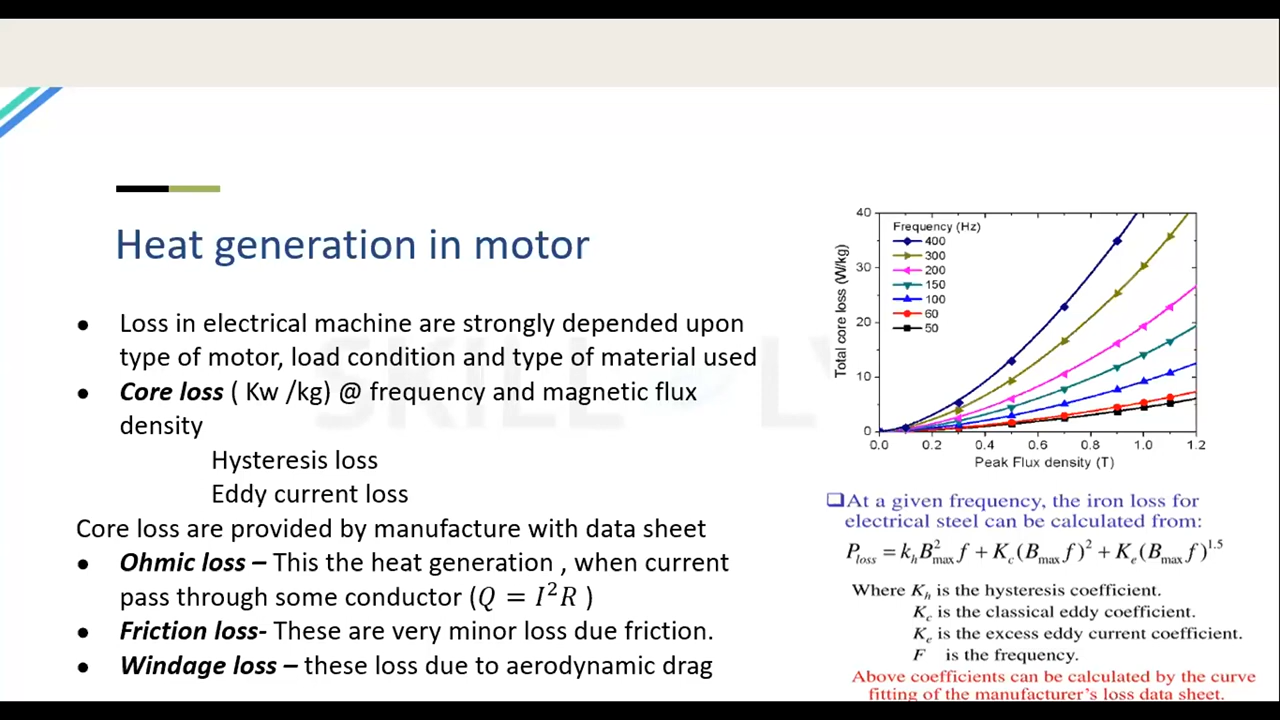 Heat generation in motor
● Loss in electrical machine are strongly depended upon
type of motor, load condition and type of material used
● Core loss ( Kw /kg) @ frequency and magnetic flux
density
Hysteresis loss
Eddy current loss
Core loss are provided by manufacture with data sheet
● Ohmic loss – This the heat generation , when current
pass through some conductor (Q = I²R )
● Friction loss- These are very minor loss due friction.
● Windage loss – these loss due to aerodynamic drag
Total core loss (W/kg)
40
30
20
10
0
Frequency (Hz)
400
300
200
150
100
60
50
0.0 0.2 0.4 0.6 0.8 1.0 1.2
Peak Flux density (T)
❑At a given frequency, the iron loss for
electrical steel can be calculated from:
P_loss = k_h B²_max f + K_c (B_max f)² + K_e (B_max f)^1.5
Where K_h is the hysteresis coefficient.
K_c is the classical eddy coefficient.
K_e is the excess eddy current coefficient.
F is the frequency.
Above coefficients can be calculated by the curve
fitting of the manufacturer's loss data sheet.